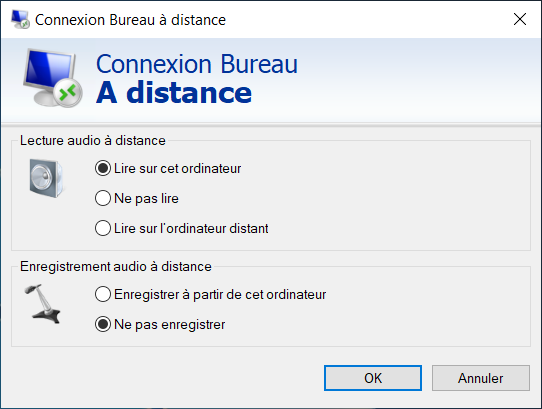 Connexion Bureau à distance
Connexion Bureau
A distance
Lecture audio à distance
Lire sur cet ordinateur
Ne pas lire
Lire sur l'ordinateur distant
Enregistrement audio à distance
Enregistrer à partir de cet ordinateur
Ne pas enregistrer
OK
Annuler